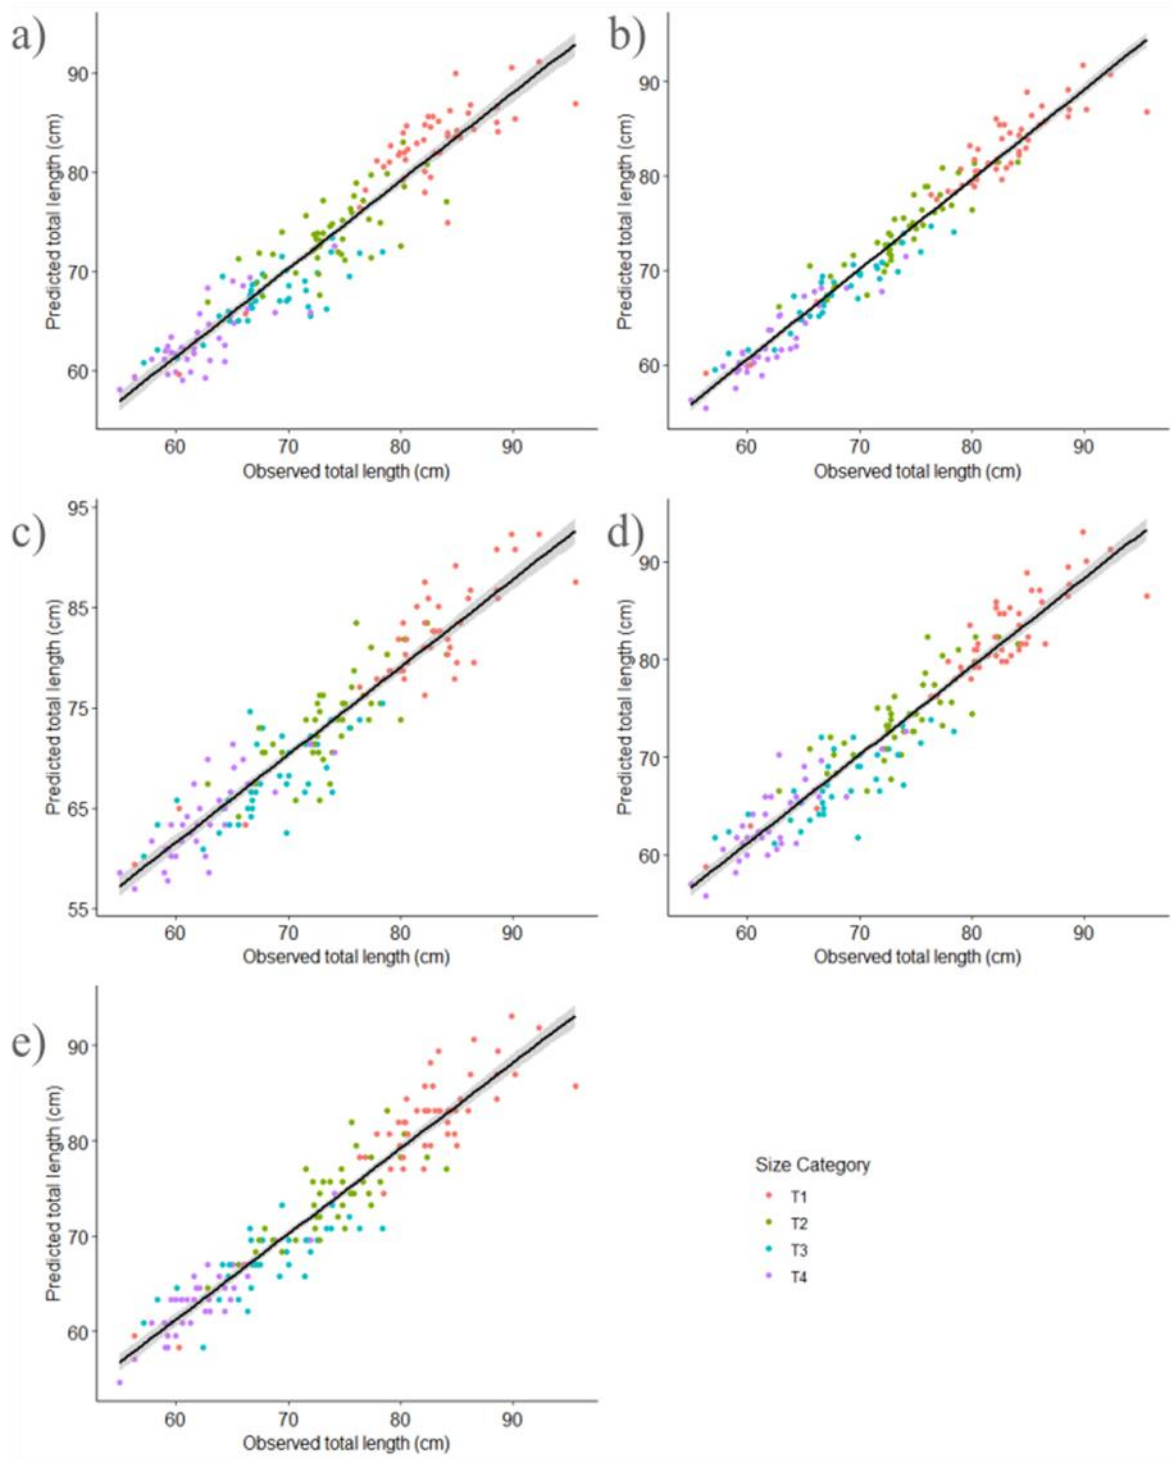 a)
90
80
70
60
Predicted total length (cm)
60 70 80 90
Observed total length (cm)
b)
90
80
70
60
Predicted total length (cm)
60 70 80 90
Observed total length (cm)
c)
95
85
75
65
55
Predicted total length (cm)
60 70 80 90
Observed total length (cm)
d)
90
80
70
60
Predicted total length (cm)
60 70 80 90
Observed total length (cm)
e)
90
80
70
60
Predicted total length (cm)
60 70 80 90
Observed total length (cm)
Size Category
T1
T2
T3
T4